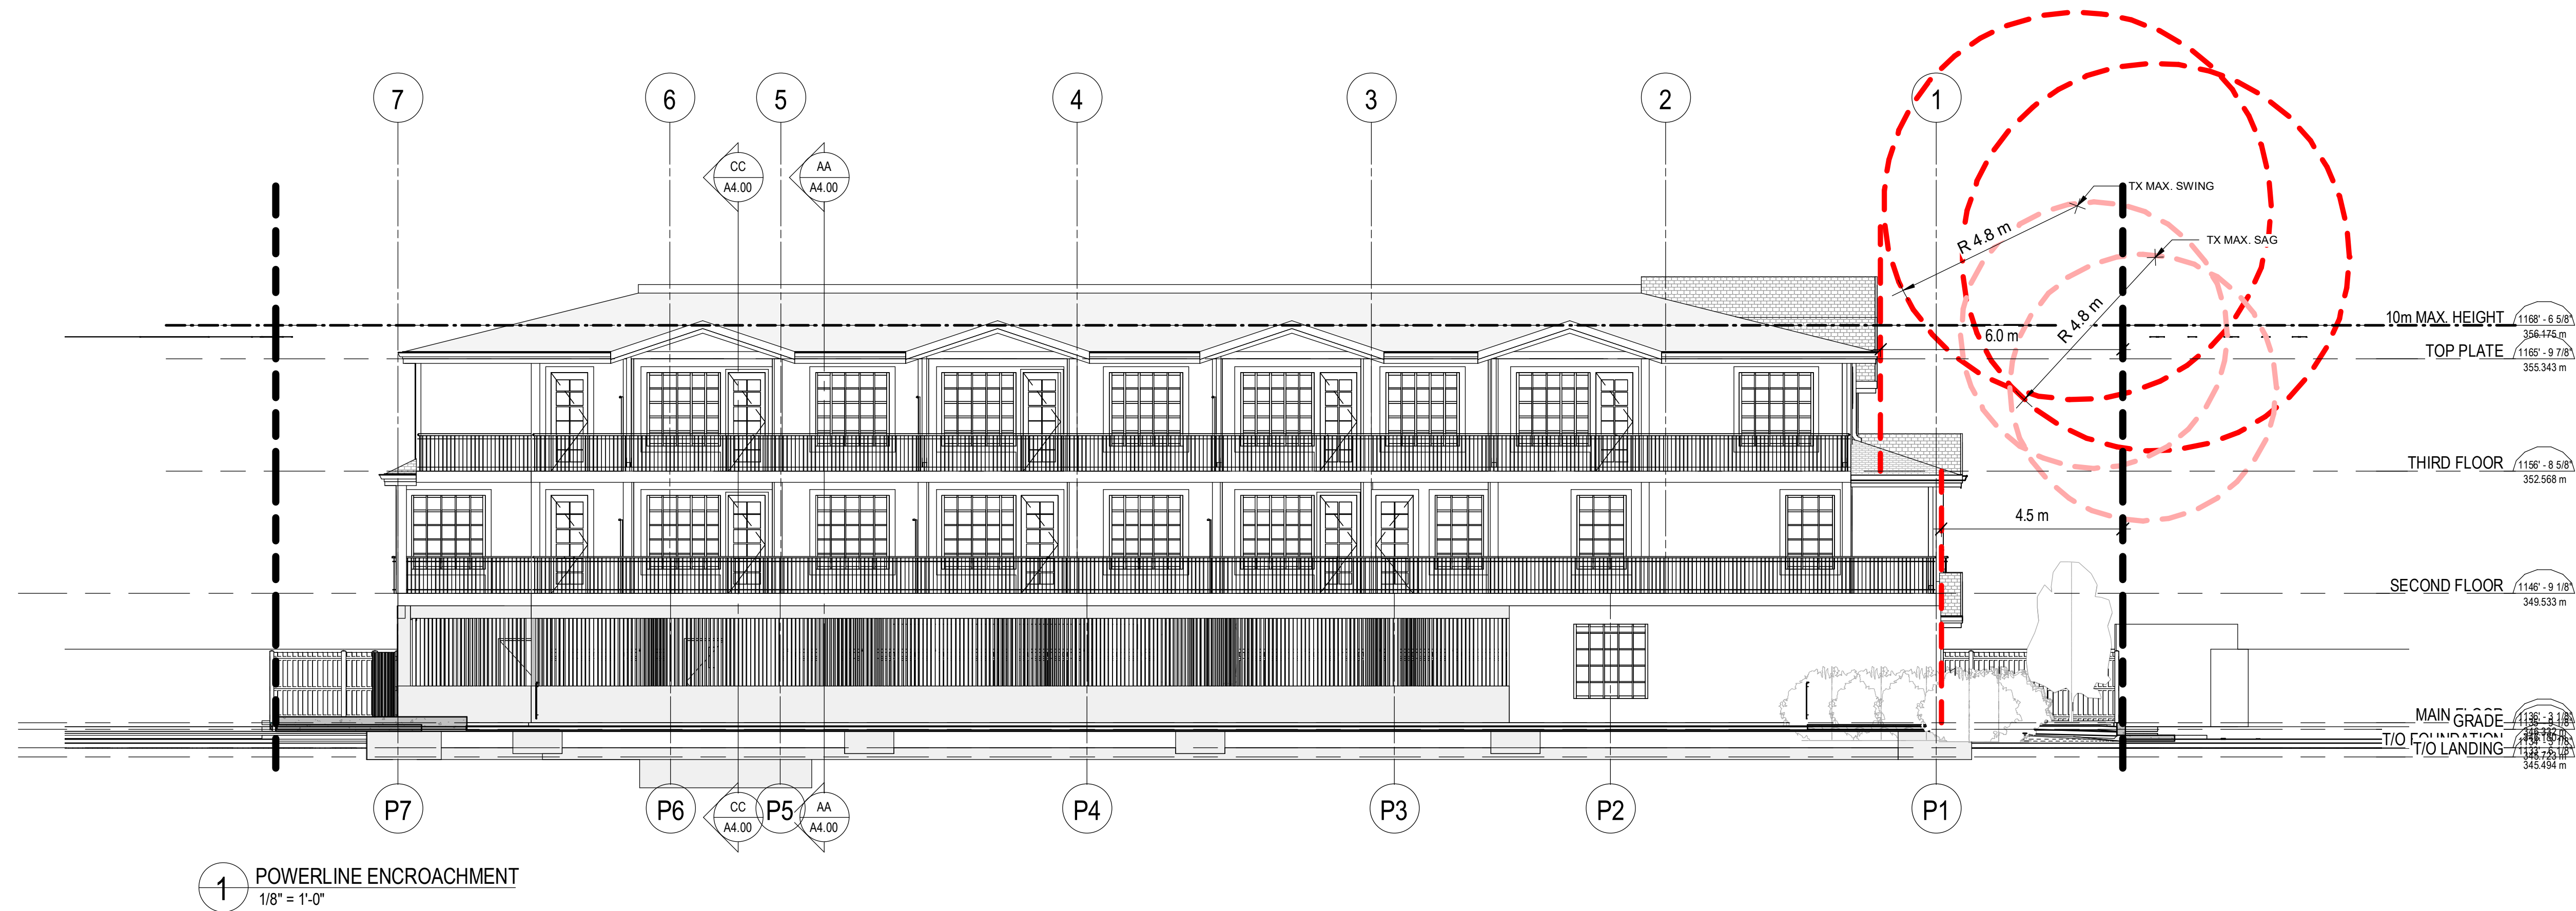 7
6
5
4
3
2
1
CC
A4.00
AA
A4.00
TX MAX. SWING
R 4.8 m
TX MAX. SAG
R 4.8 m
10m MAX. HEIGHT
1168' - 6 5/8"
356.175 m
6.0 m
TOP PLATE
1165' - 9 7/8"
355.343 m
THIRD FLOOR
1156' - 8 5/8"
352.568 m
4.5 m
SECOND FLOOR
1146' - 9 1/8"
349.533 m
MAIN FLOOR
GRADE
T/O FOUNDATION
T/O LANDING
345.494 m
P7
P6
P5
P4
P3
P2
P1
CC
A4.00
AA
A4.00
1
POWERLINE ENCROACHMENT
1/8" = 1'-0"